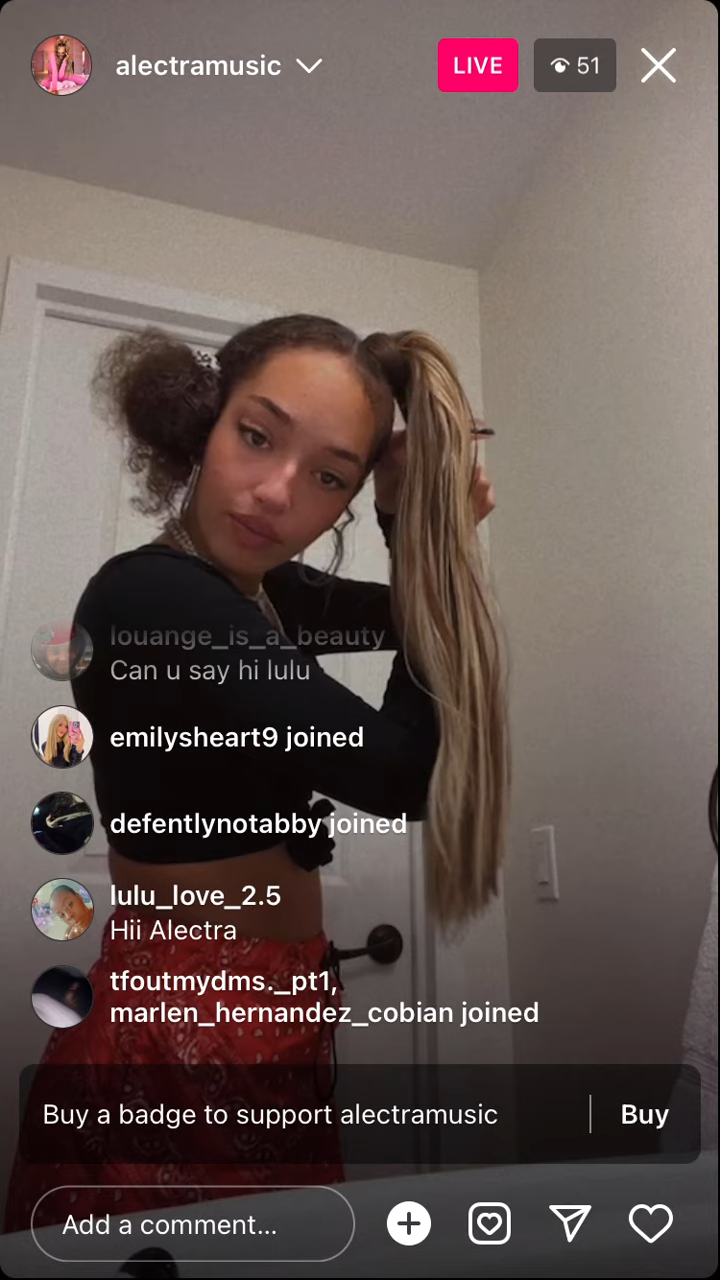 alectramusic
LIVE
51
louange_is_a_beauty
Can u say hi lulu
emilysheart9 joined
defentlynotabby joined
lulu_love_2.5
Hii Alectra
tfoutmydms._pt1,
marlen_hernandez_cobian joined
Buy a badge to support alectramusic
Buy
Add a comment...